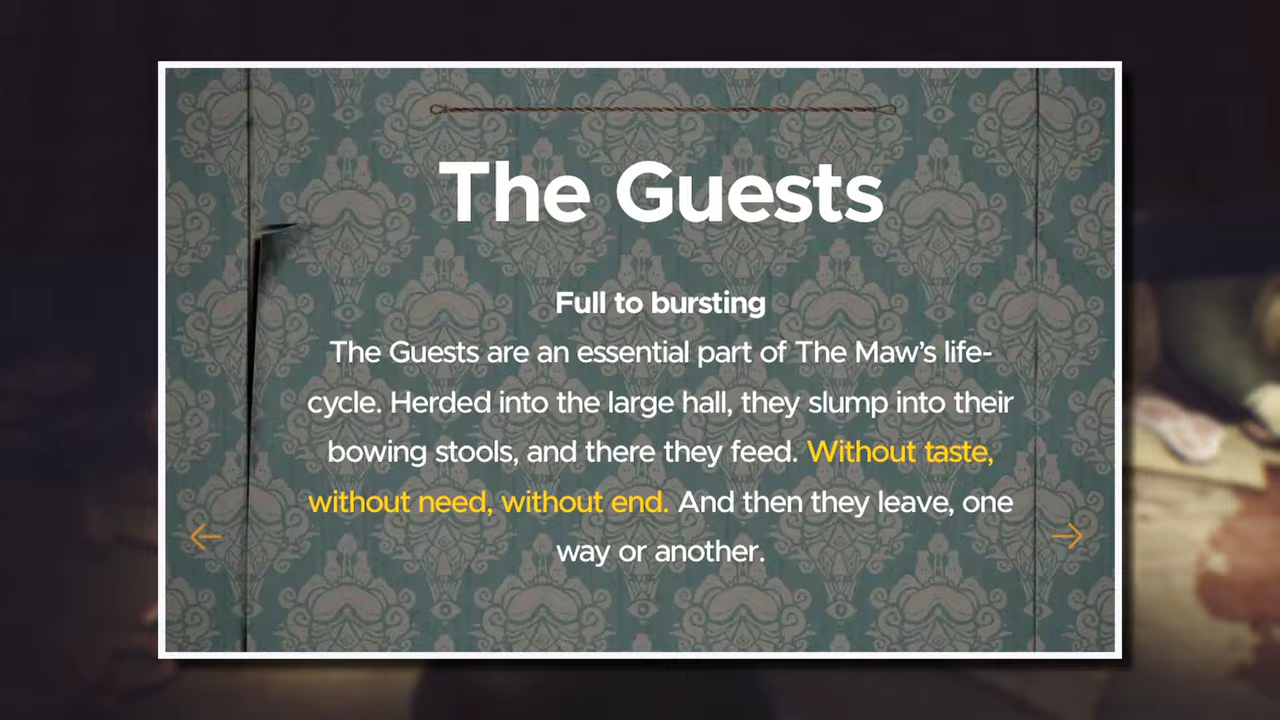 The Guests
Full to bursting
The Guests are an essential part of The Maw’s life-
cycle. Herded into the large hall, they slump into their
bowing stools, and there they feed. Without taste,
without need, without end. And then they leave, one
way or another.